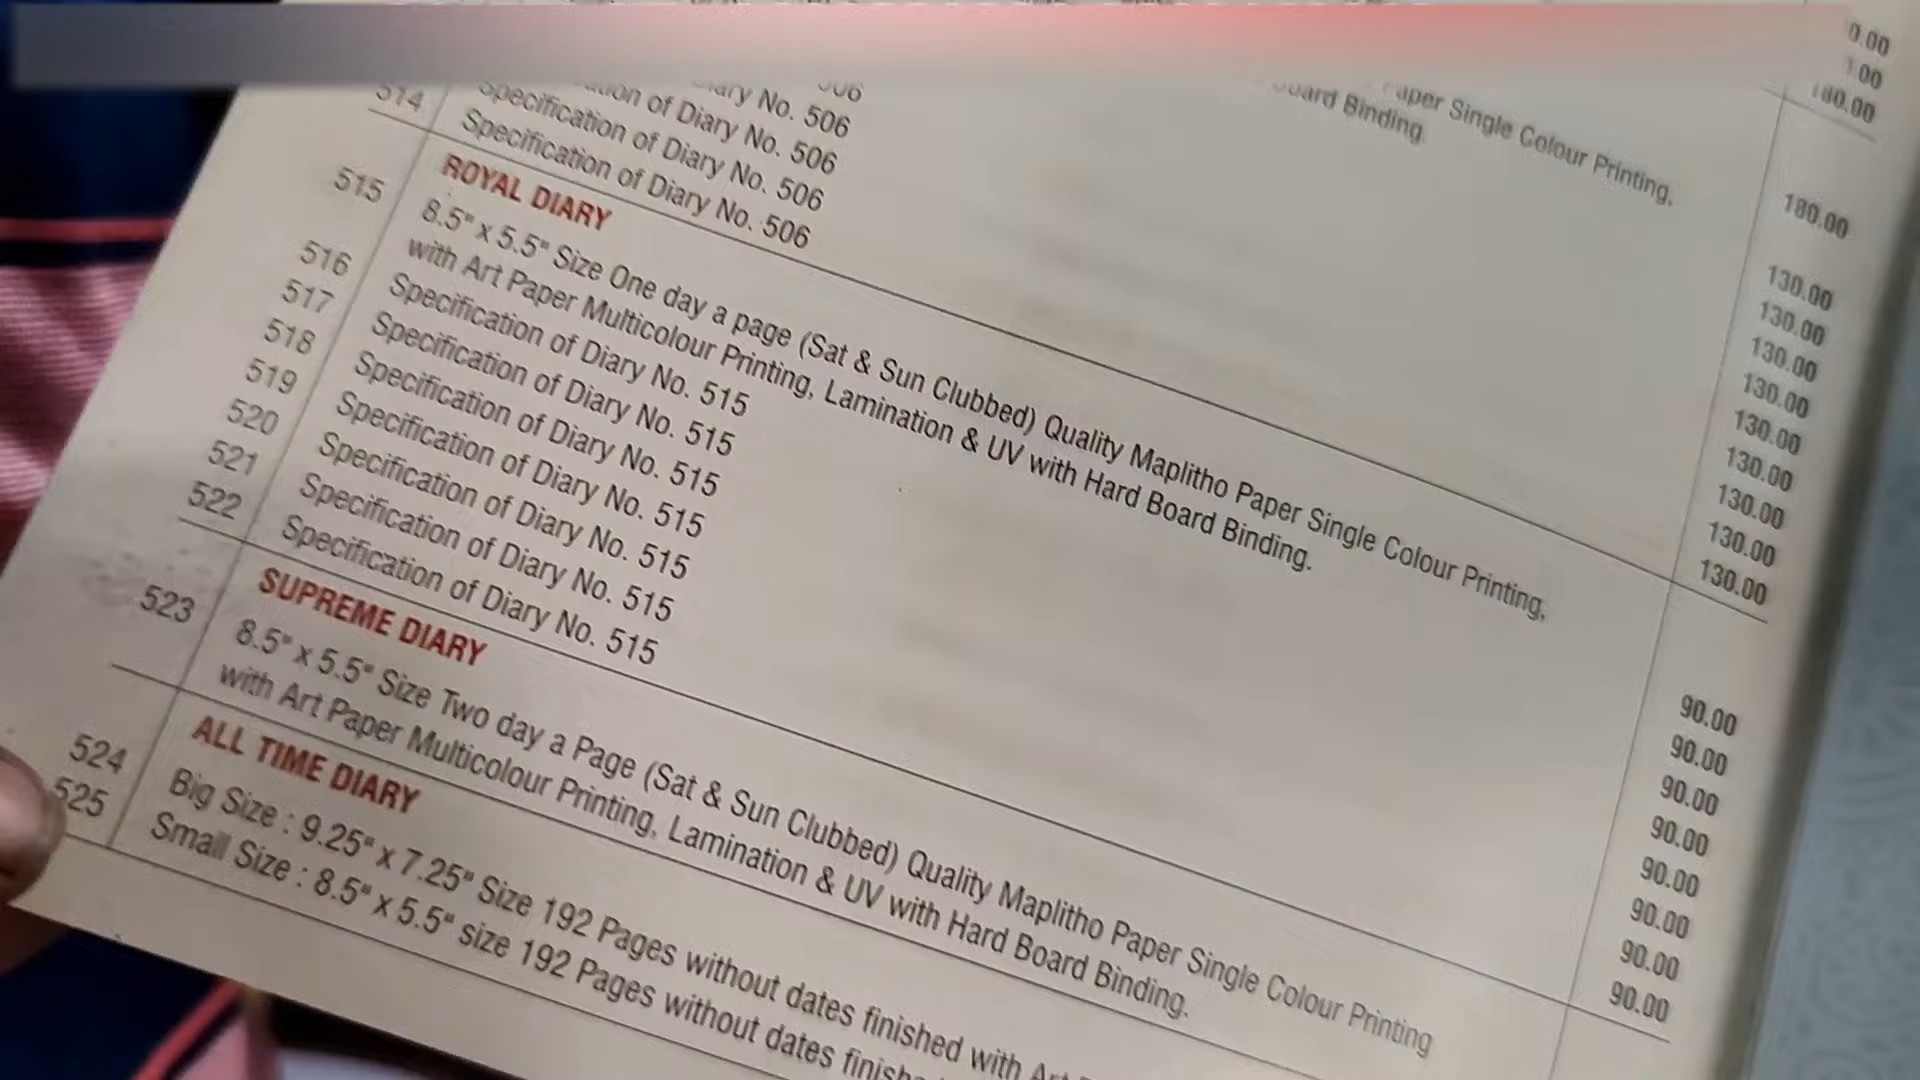 0.00
.00
180.00
506
No. 506
514 of Diary No. 506
Specification of Diary No. 506
Specification of Diary No. 506
Paper Single Colour Printing,
Board Binding.
180.00
130.00
130.00
130.00
130.00
130.00
130.00
130.00
130.00
130.00
ROYAL DIARY
515 8.5" x 5.5" Size One day a page (Sat & Sun Clubbed) Quality Maplitho Paper Single Colour Printing,
with Art Paper Multicolour Printing, Lamination & UV with Hard Board Binding.
516 Specification of Diary No. 515
517 Specification of Diary No. 515
518 Specification of Diary No. 515
519 Specification of Diary No. 515
520 Specification of Diary No. 515
521 Specification of Diary No. 515
522 Specification of Diary No. 515
90.00
90.00
90.00
90.00
90.00
90.00
90.00
90.00
SUPREME DIARY
523 8.5" x 5.5" Size Two day a Page (Sat & Sun Clubbed) Quality Maplitho Paper Single Colour Printing
with Art Paper Multicolour Printing, Lamination & UV with Hard Board Binding.
ALL TIME DIARY
524 Big Size : 9.25" x 7.25" Size 192 Pages without dates finished with Art
525 Small Size : 8.5" x 5.5" size 192 Pages without dates